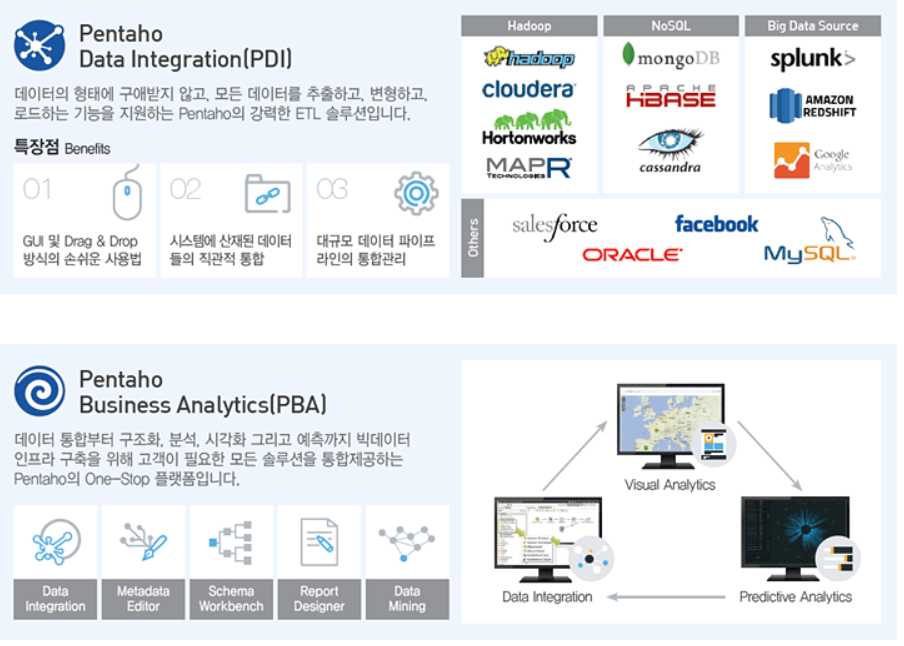 Pentaho
Data Integration(PDI)
데이터의 형태에 구애받지 않고, 모든 데이터를 추출하고, 변형하고,
로드하는 기능을 지원하는 Pentaho의 강력한 ETL 솔루션입니다.
특장점 Benefits
01
GUI 및 Drag & Drop
방식의 손쉬운 사용법
02
시스템에 산재된 데이터
들의 직관적 통합
03
대규모 데이터 파이프
라인의 통합관리
Hadoop
hadoop
cloudera
Hortonworks
MAPR
TECHNOLOGIES
NoSQL
mongoDB
APACHE
HBASE
cassandra
Big Data Source
splunk>
AMAZON
REDSHIFT
Google
Analytics
Others
salesforce
facebook
ORACLE
MySQL
Pentaho
Business Analytics(PBA)
데이터 통합부터 구조화, 분석, 시각화 그리고 예측까지 빅데이터
인프라 구축을 위해 고객이 필요한 모든 솔루션을 통합제공하는
Pentaho의 One-Stop 플랫폼입니다.
Data
Integration
Metadata
Editor
Schema
Workbench
Report
Designer
Data
Mining
Visual Analytics
Data Integration
Predictive Analytics